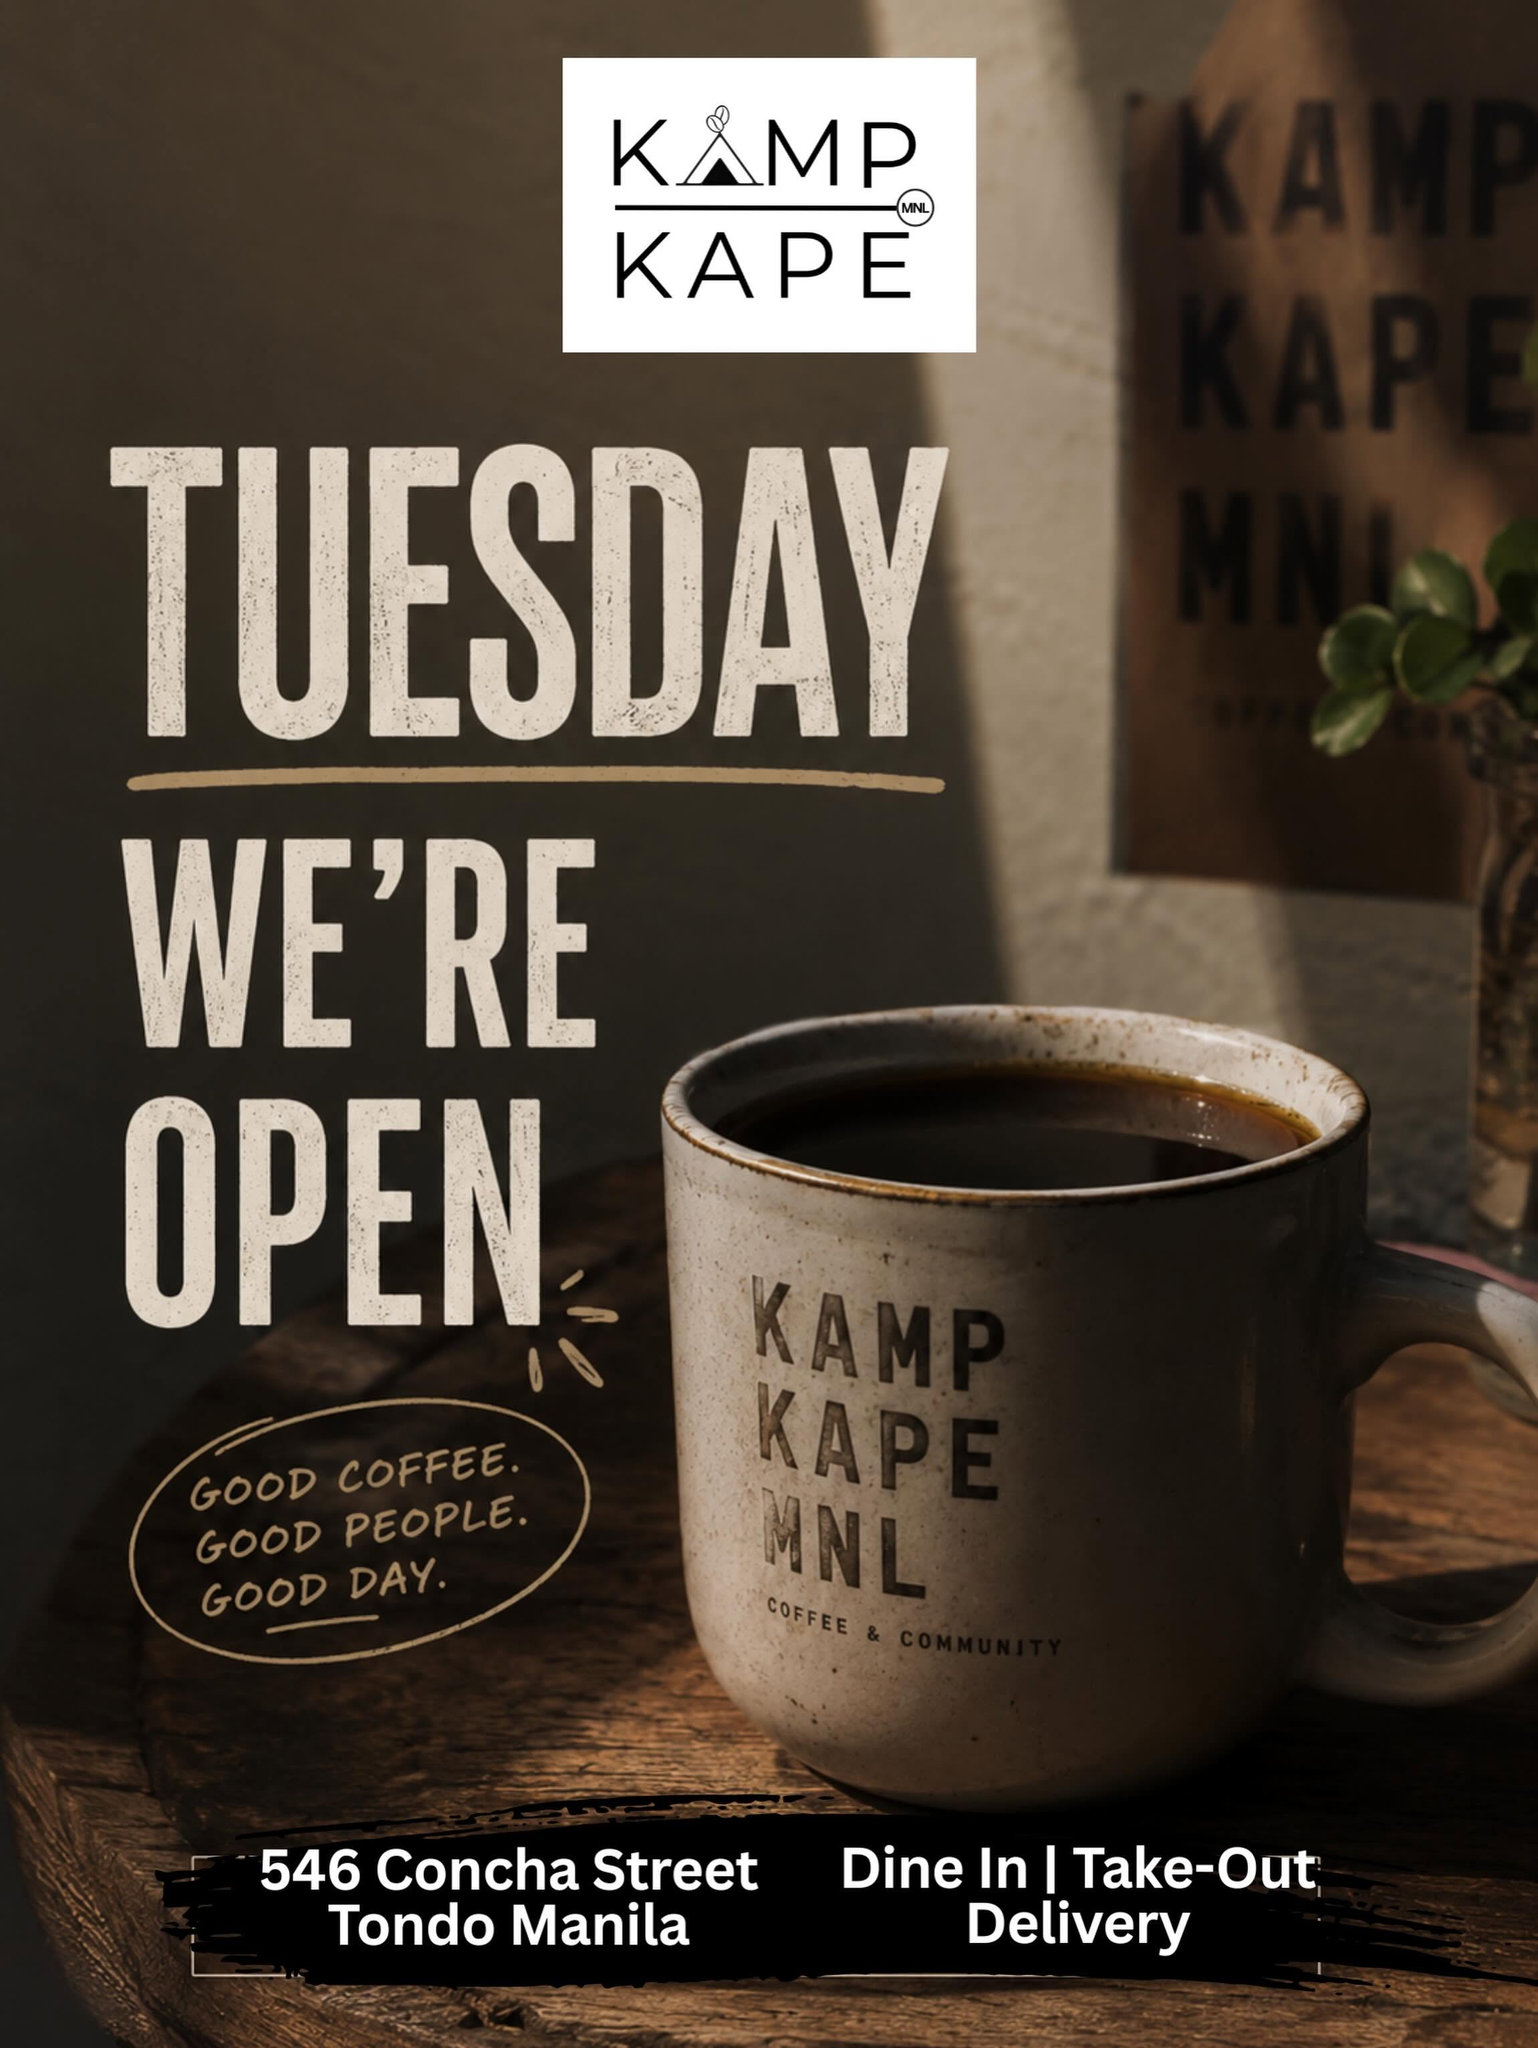 KAMP
MNL
KAPE
KAMP
KAPE
MNL
TUESDAY
WE'RE
OPEN
GOOD COFFEE.
GOOD PEOPLE.
GOOD DAY.
KAMP
KAPE
MNL
COFFEE & COMMUNITY
546 Concha Street
Tondo Manila
Dine In | Take-Out
Delivery